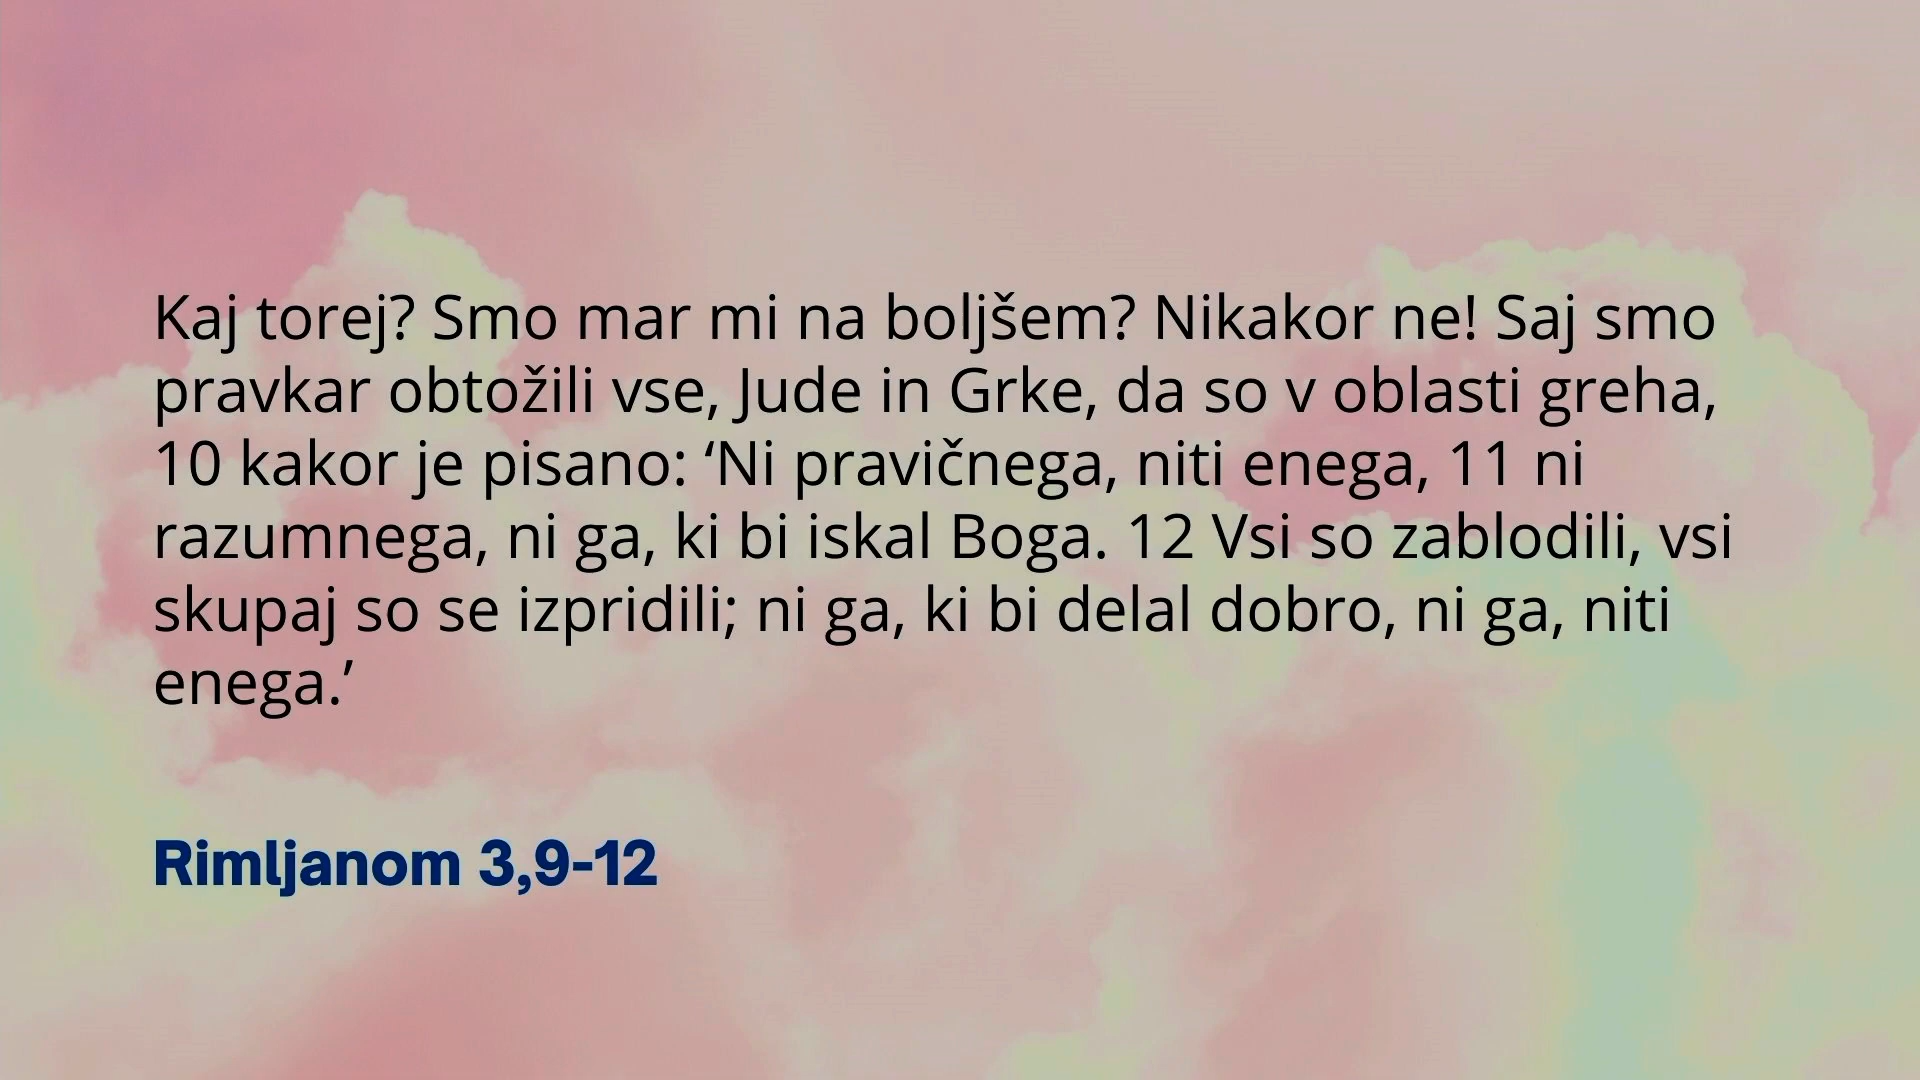 Kaj torej? Smo mar mi na boljšem? Nikakor ne! Saj smo
pravkar obtožili vse, Jude in Grke, da so v oblasti greha,
10 kakor je pisano: ‘Ni pravičnega, niti enega, 11 ni
razumnega, ni ga, ki bi iskal Boga. 12 Vsi so zablodili, vsi
skupaj so se izpridili; ni ga, ki bi delal dobro, ni ga, niti
enega.’
Rimljanom 3,9-12